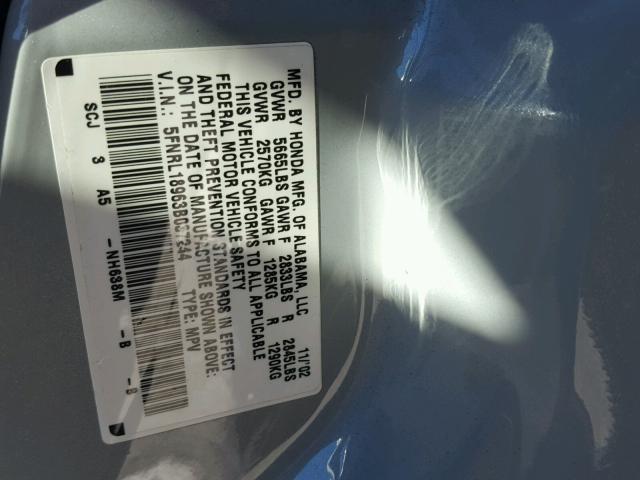 MFD. BY HONDA MFG. OF ALABAMA, LLC 11/'02
GVWR 5665LBS GAWR F 2833LBS R 2845LBS
GVWR 2570KG GAWR F 1285KG R 1290KG
THIS VEHICLE CONFORMS TO ALL APPLICABLE
FEDERAL MOTOR VEHICLE SAFETY
AND THEFT PREVENTION STANDARDS IN EFFECT
ON THE DATE OF MANUFACTURE SHOWN ABOVE:
V.I.N.: 5FNRL18963B037244 TYPE: MPV
SCJ 3 A5 -NH638M -B -B